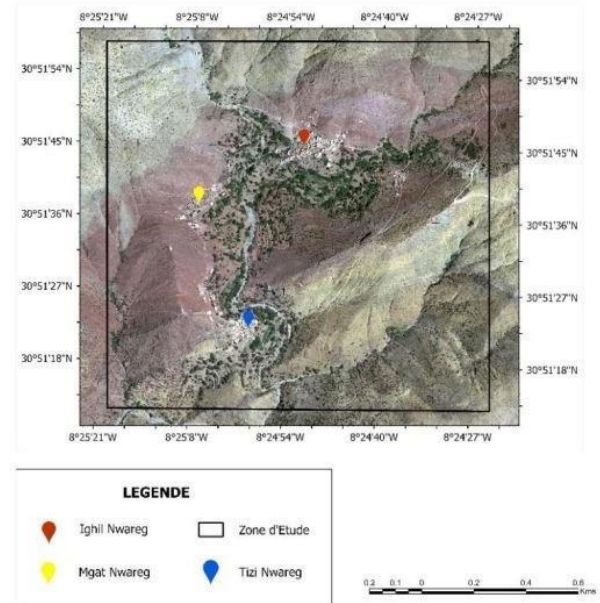 8°25'21"W 8°25'8"W 8°24'54"W 8°24'40"W 8°24'27"W
30°51'54"N
30°51'54"N
30°51'45"N
30°51'45"N
30°51'36"N
30°51'36"N
30°51'27"N
30°51'27"N
30°51'18"N
30°51'18"N
8°25'21"W 8°25'8"W 8°24'54"W 8°24'40"W 8°24'27"W
LEGENDE
Ighil Nwareg Zone d'Etude
Mgat Nwareg Tizi Nwareg
0.2 0.1 0 0.2 0.4 0.6
Kms